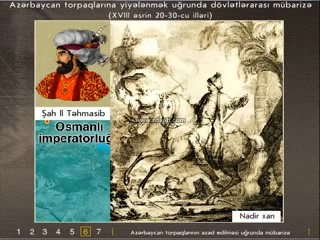 Azərbaycan torpaqlarına yiyələnmək uğrunda dövlətlərarası mübarizə
(XVIII əsrin 20-30-cu illəri)
Şah II Təhmasib
Osmanlı
imperatorluğ
Nadir xan
1 2 3 4 5 6 7
Azərbaycan torpaqlarının azad edilməsi uğrunda mübarizə